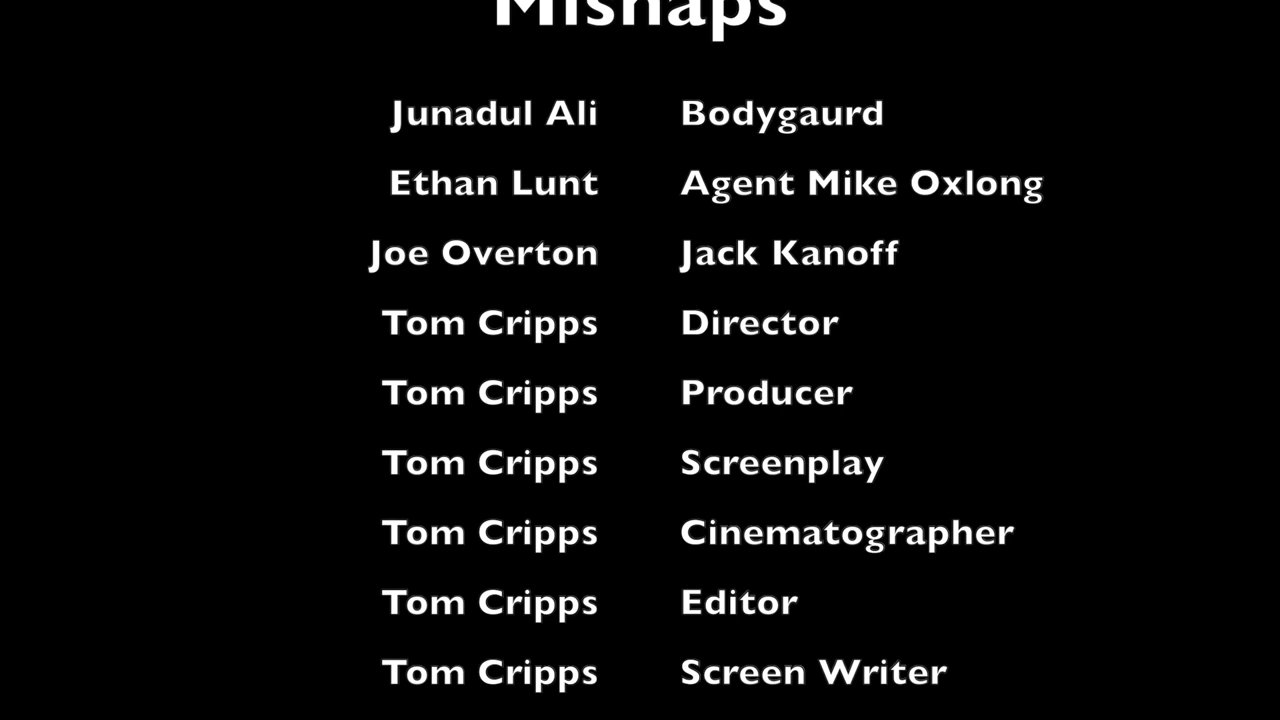 Mishaps
Junadul Ali Bodygaurd
Ethan Lunt Agent Mike Oxlong
Joe Overton Jack Kanoff
Tom Cripps Director
Tom Cripps Producer
Tom Cripps Screenplay
Tom Cripps Cinematographer
Tom Cripps Editor
Tom Cripps Screen Writer